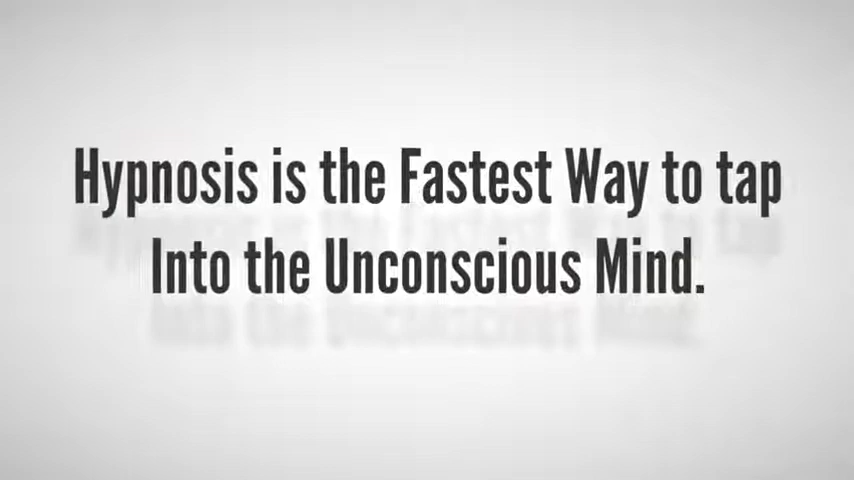 Hypnosis is the Fastest Way to tap
Into the Unconscious Mind.